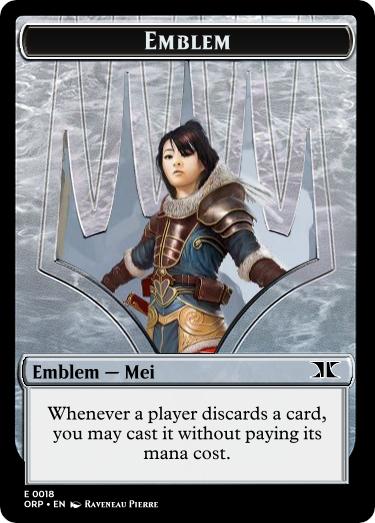 Emblem
Emblem — Mei
Whenever a player discards a card,
you may cast it without paying its
mana cost.
E 0018
ORP • EN Raveneau Pierre